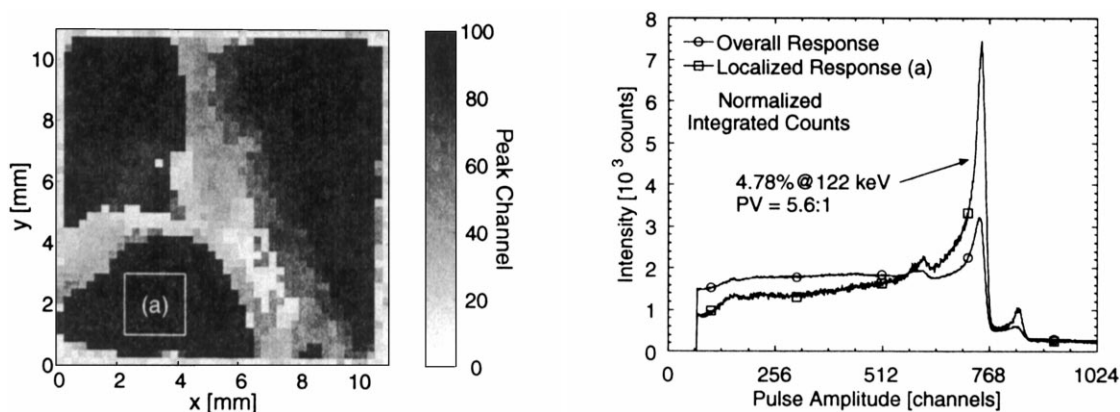 10
8
6
4
2
0
y [mm]
(a)
0 2 4 6 8 10
x [mm]
100
80
60
40
20
0
Peak Channel
8
7
6
5
4
3
2
1
0
Intensity [10³ counts]
Overall Response
Localized Response (a)
Normalized
Integrated Counts
4.78%@122 keV
PV = 5.6:1
0 256 512 768 1024
Pulse Amplitude [channels]